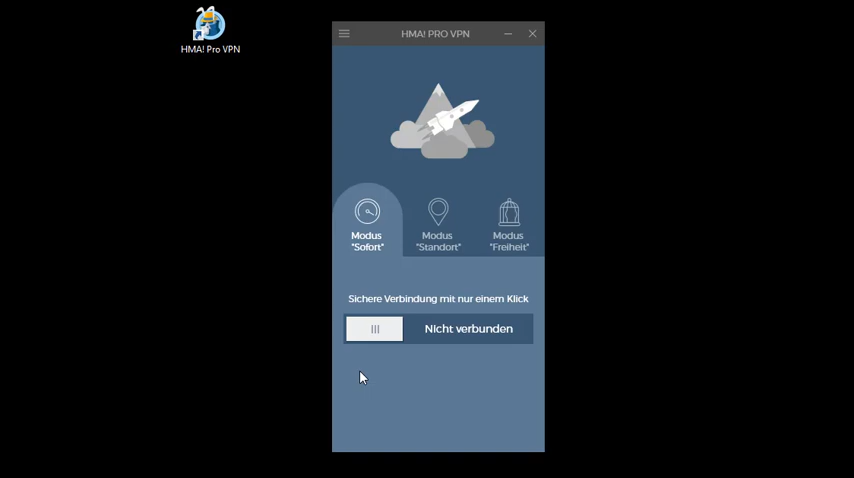 HMA! Pro VPN
HMA! PRO VPN
Modus
"Sofort"
Modus
"Standort"
Modus
"Freiheit"
Sichere Verbindung mit nur einem Klick
Nicht verbunden